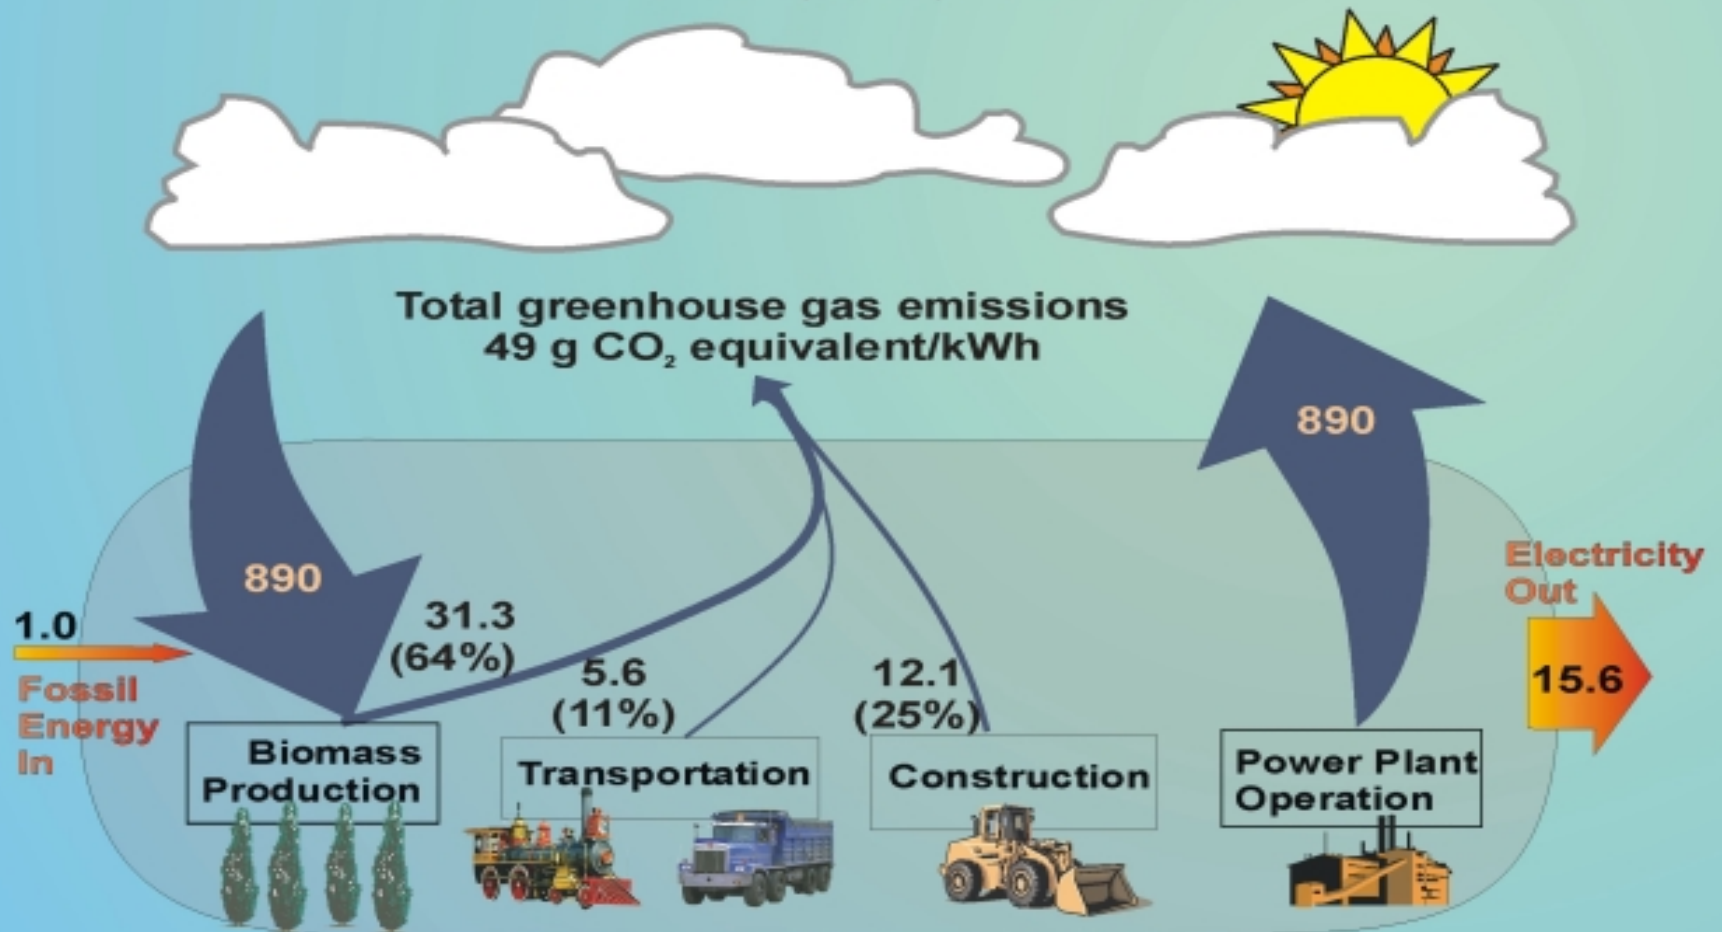 Total greenhouse gas emissions
49 g CO₂ equivalent/kWh
890
890
1.0
Fossil
Energy
In
31.3
(64%)
5.6
(11%)
12.1
(25%)
Electricity
Out
15.6
Biomass
Production
Transportation
Construction
Power Plant
Operation